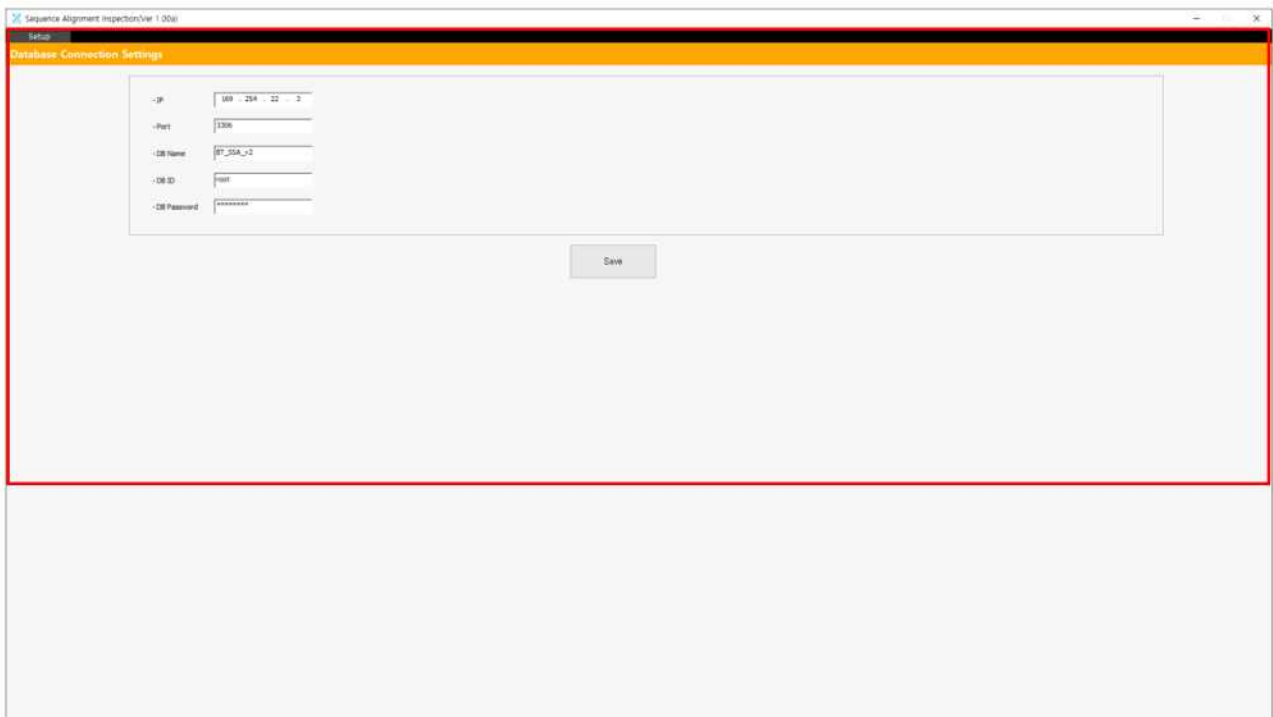 Sequence Alignment Inspection(Ver 1.00a)
Setup
Database Connection Settings
- IP 169 . 254 . 22 . 2
- Port 3306
- DB Name BT_SSA_v2
- DB ID root
- DB Password ********
Save